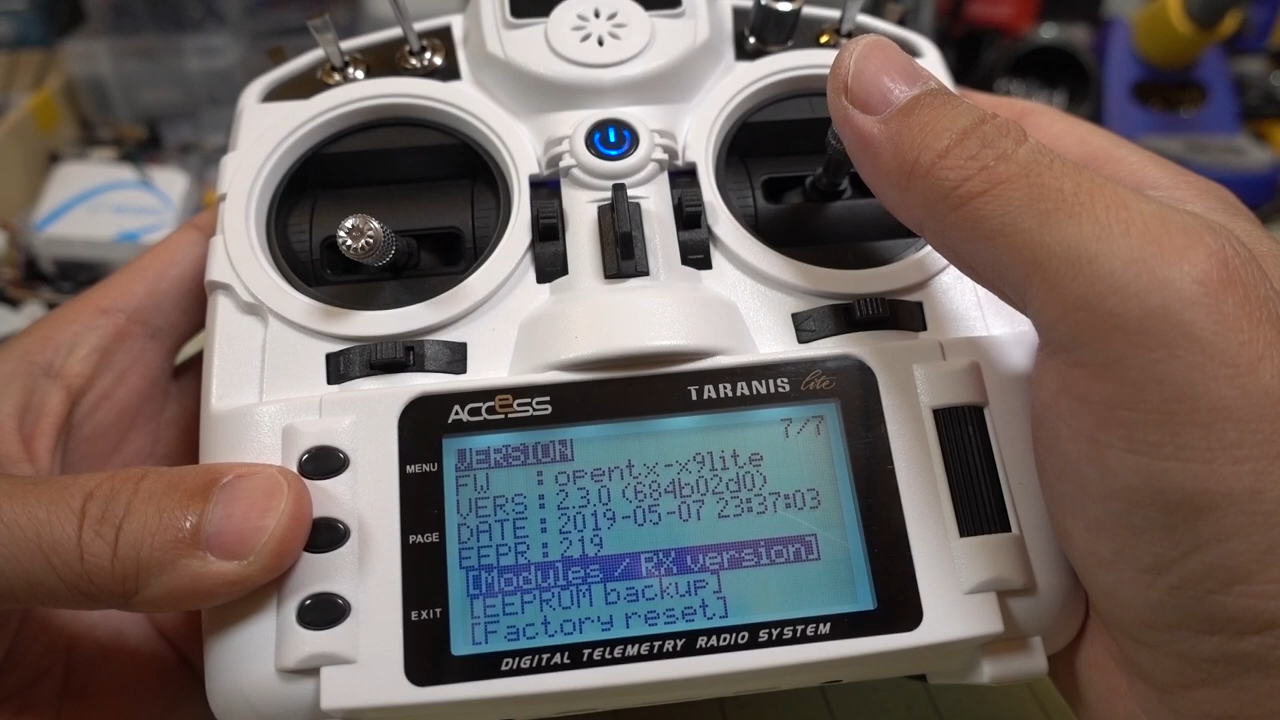 ACCESS
TARANIS lite
MENU
PAGE
EXIT
VERSION 7/7
FW : opentx-x9lite
VERS : 2.3.0 (684b02d0)
DATE : 2019-05-07 23:37:03
EEPR : 219
[Modules / RX version]
[EEPROM backup]
[Factory reset]
DIGITAL TELEMETRY RADIO SYSTEM